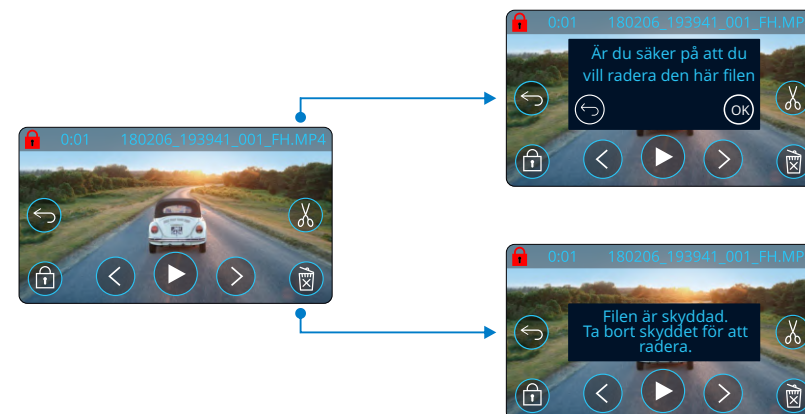 0:01 180206_193941_001_FH.MP4
0:01 180206_193941_001_FH.MP
Är du säker på att du
vill radera den här filen
OK
0:01 180206_193941_001_FH.MP
Filen är skyddad.
Ta bort skyddet för att
radera.